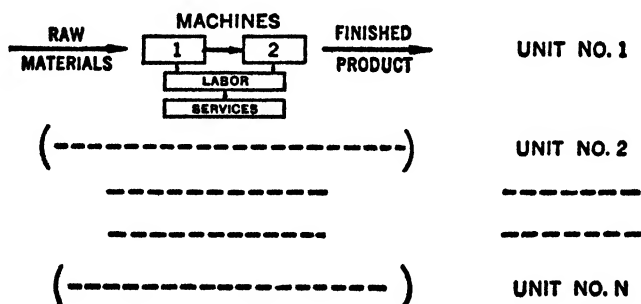 MACHINES
RAW MATERIALS
1
2
FINISHED PRODUCT
UNIT NO. 1
LABOR
SERVICES
UNIT NO. 2
UNIT NO. N